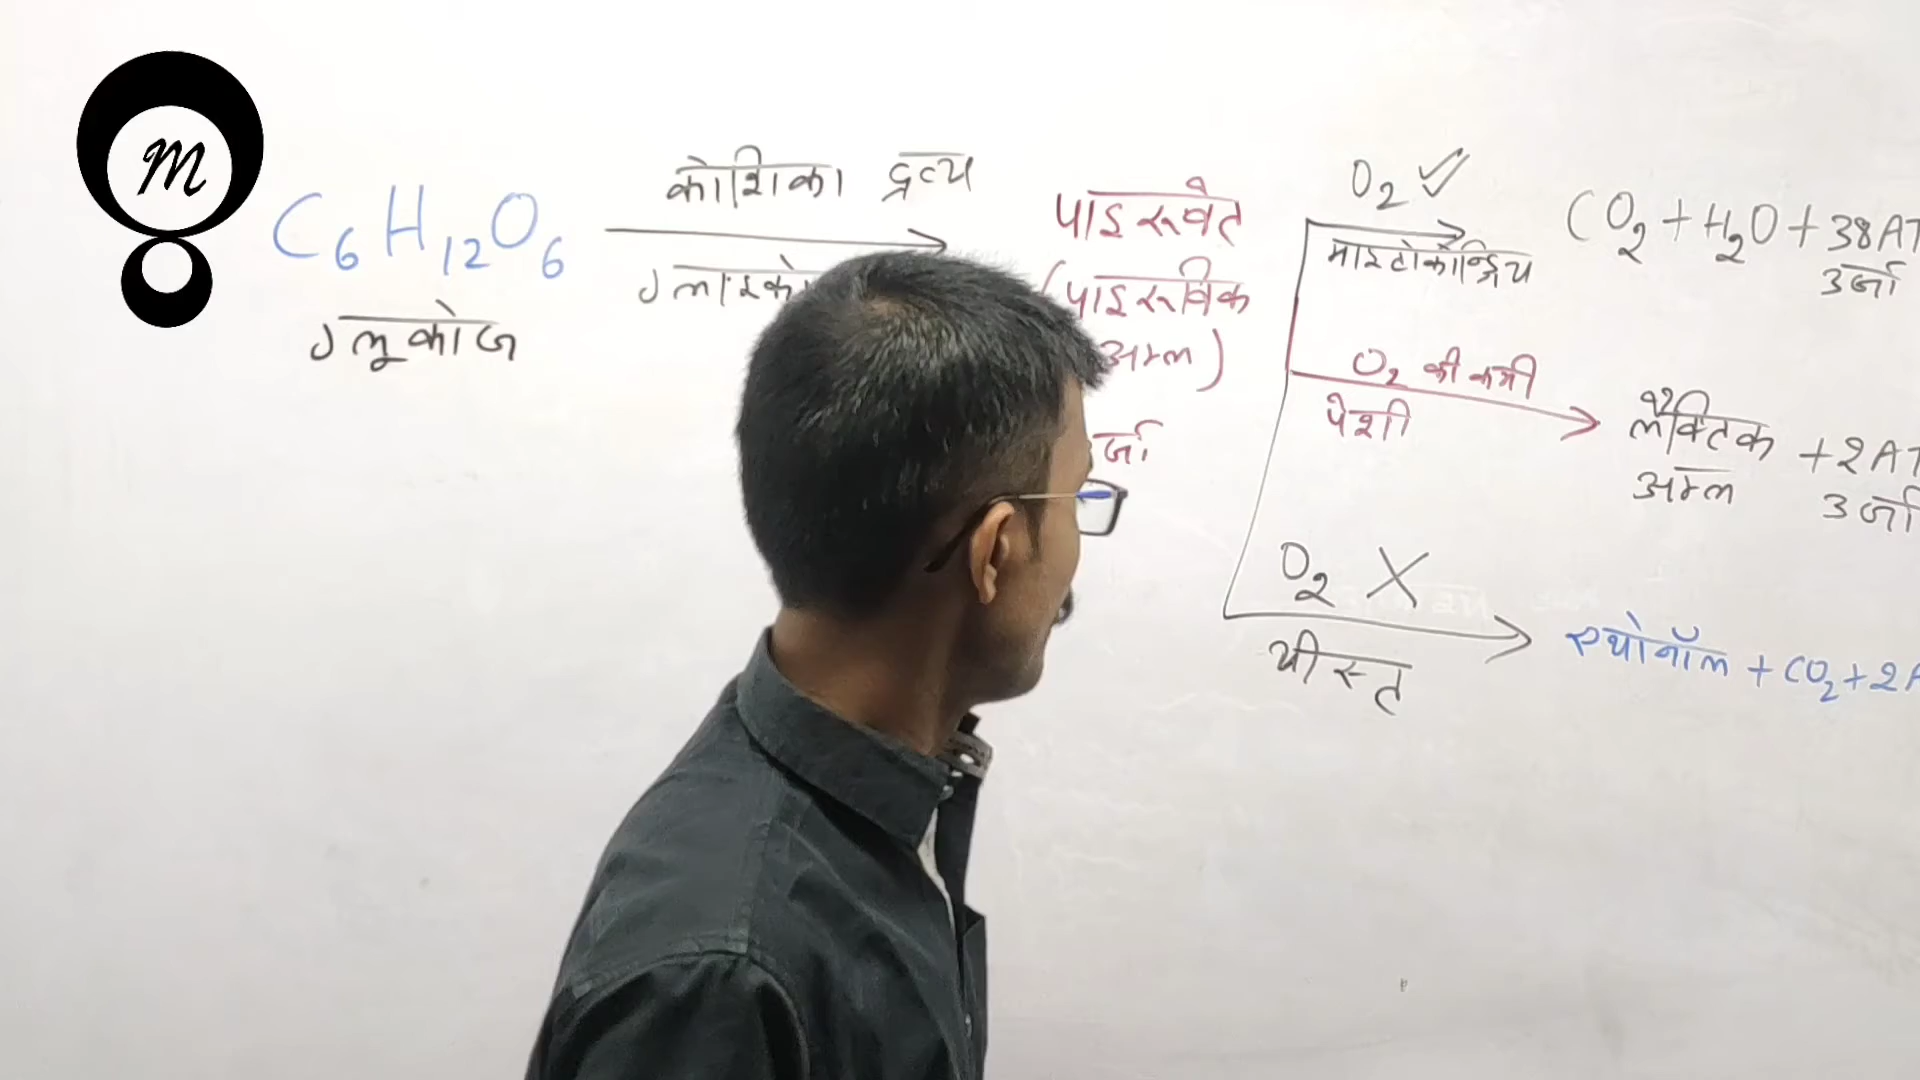 M
C6H12O6
ग्लूकोज
कोशिका द्रव्य
ग्लाइको
पाइरूवेत
(पाइरूविक
अम्ल)
र्जा
O2 ✓
माइटोकॉन्ड्रिय
CO2 + H2O + 38AT
ऊर्जा
O2 की कमी
पेशी
लैक्टिक
अम्ल
+ 2AT
ऊर्जा
O2 X
यीस्त
एथोनॉल + CO2 + 2A